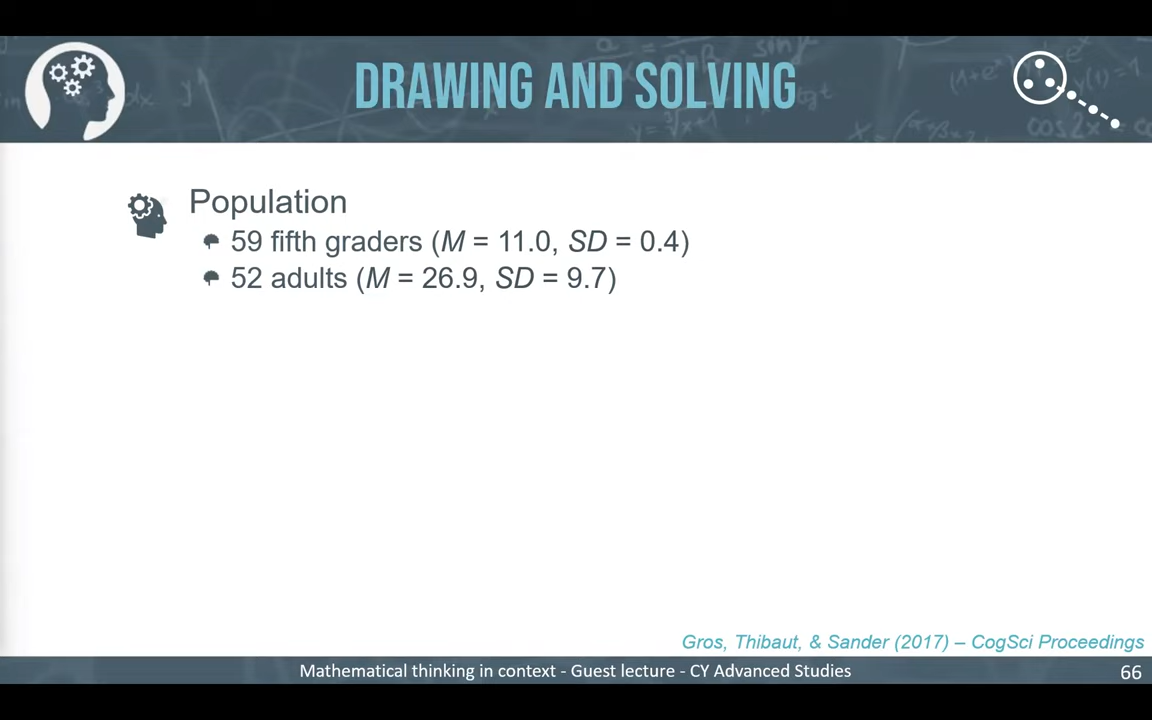 DRAWING AND SOLVING
Population
59 fifth graders (M = 11.0, SD = 0.4)
52 adults (M = 26.9, SD = 9.7)
Gros, Thibaut, & Sander (2017) – CogSci Proceedings
Mathematical thinking in context - Guest lecture - CY Advanced Studies
66